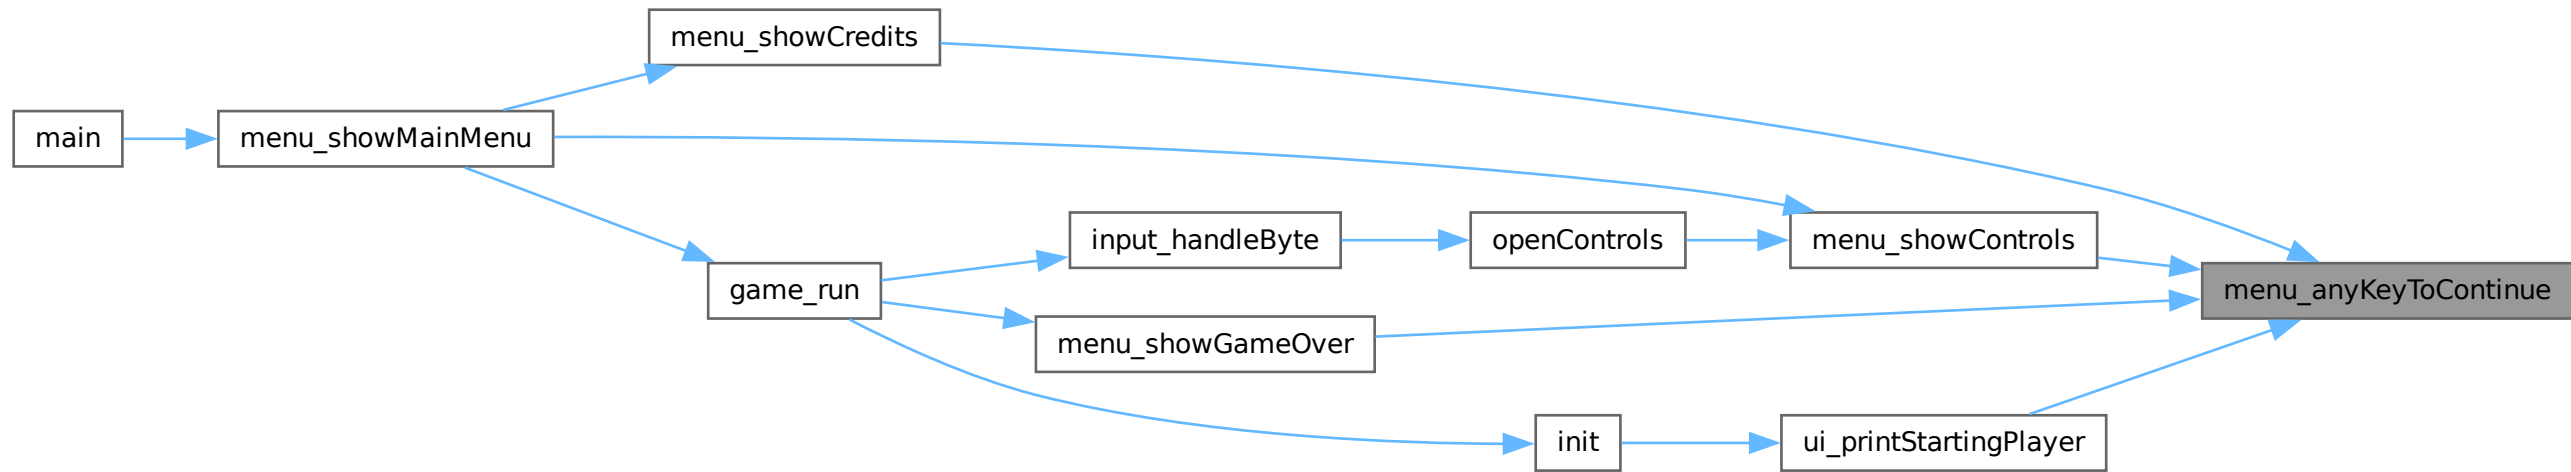 menu_showCredits
main
menu_showMainMenu
input_handleByte
openControls
menu_showControls
game_run
menu_anyKeyToContinue
menu_showGameOver
init
ui_printStartingPlayer